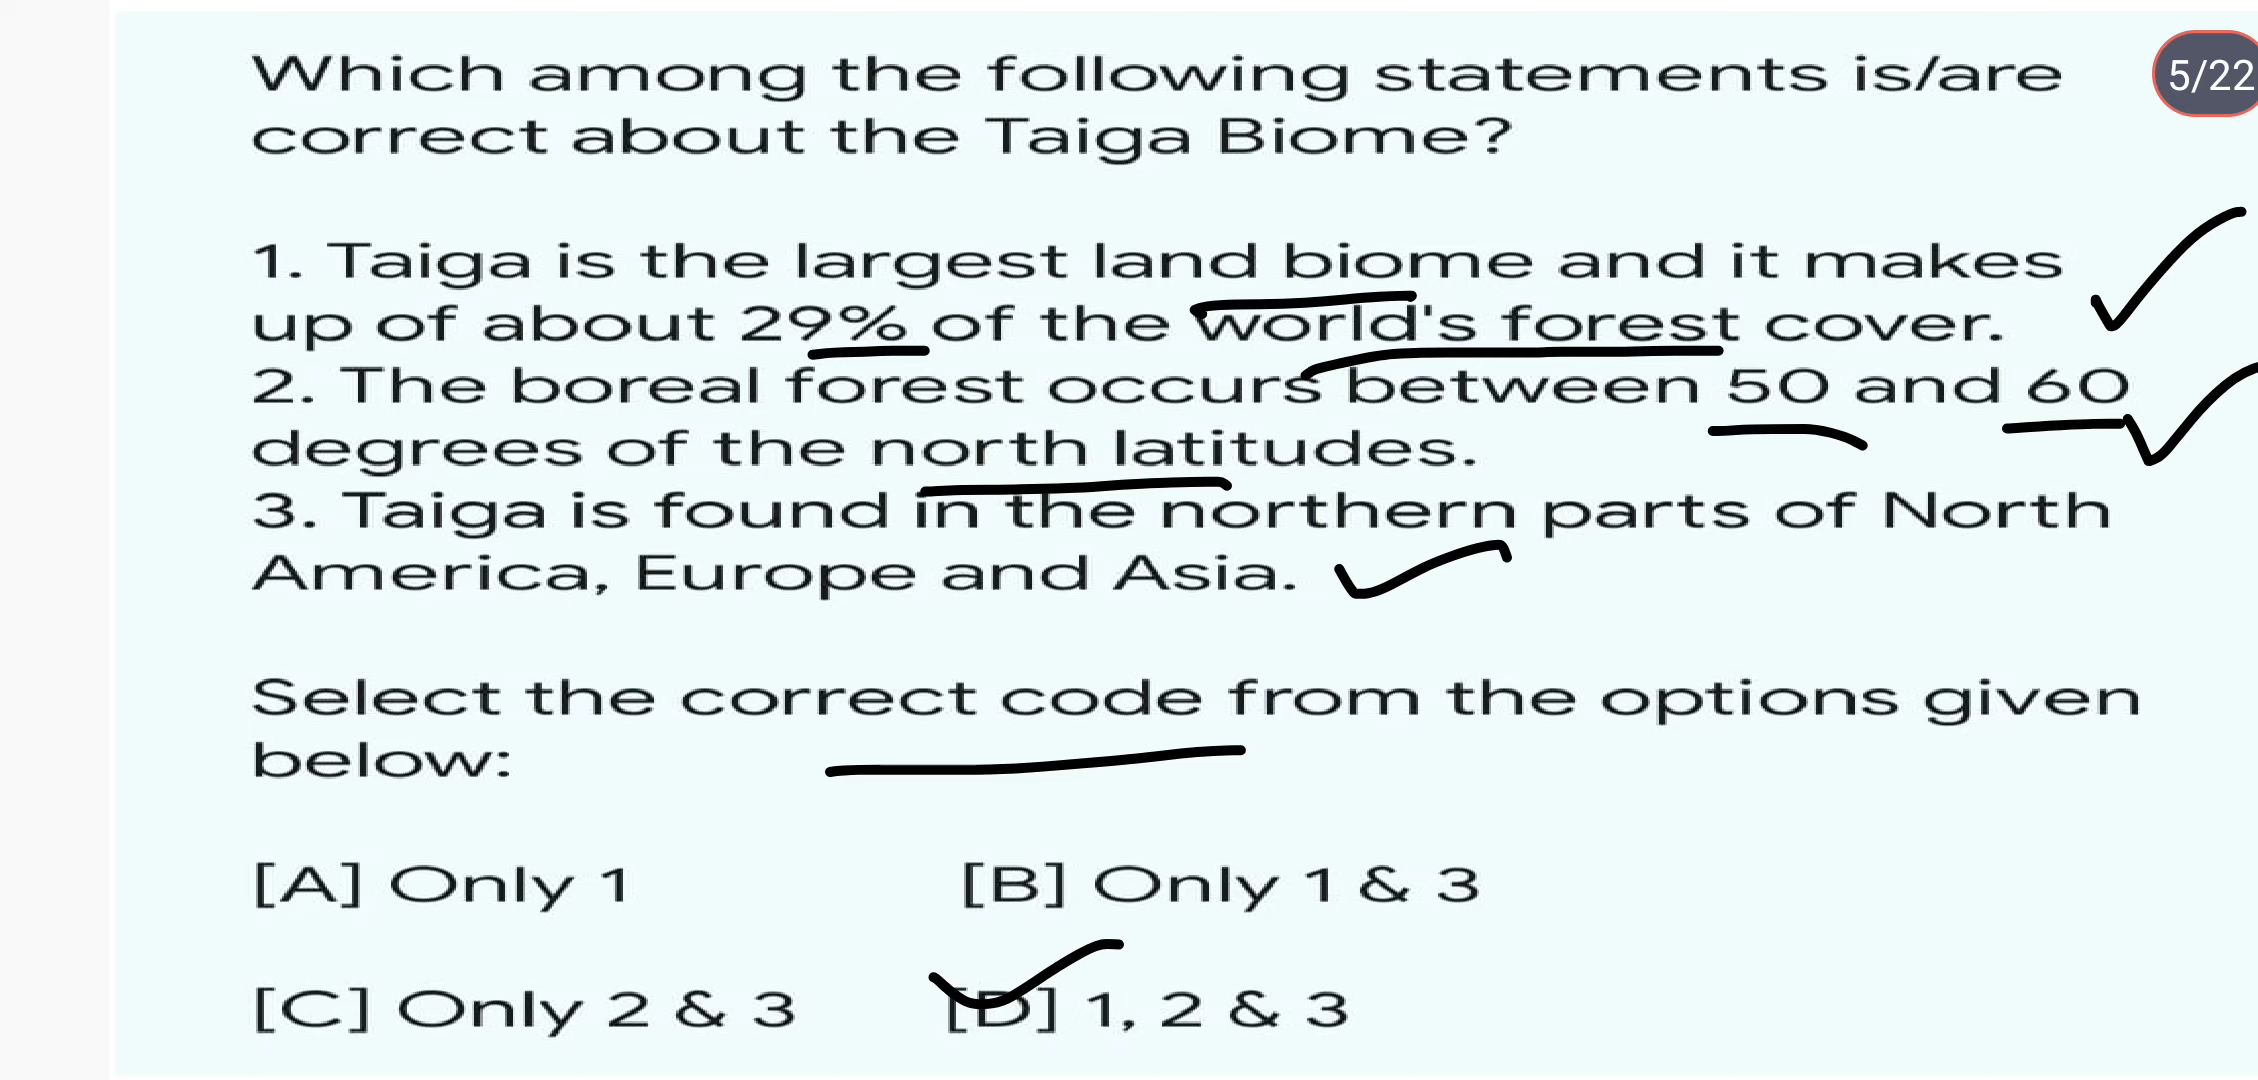 Which among the following statements is/are
5/22
correct about the Taiga Biome?
1. Taiga is the largest land biome and it makes
up of about 29% of the world's forest cover.
2. The boreal forest occurs between 50 and 60
degrees of the north latitudes.
3. Taiga is found in the northern parts of North
America, Europe and Asia.
Select the correct code from the options given
below:
[A] Only 1 [B] Only 1 & 3
[C] Only 2 & 3 [D] 1, 2 & 3